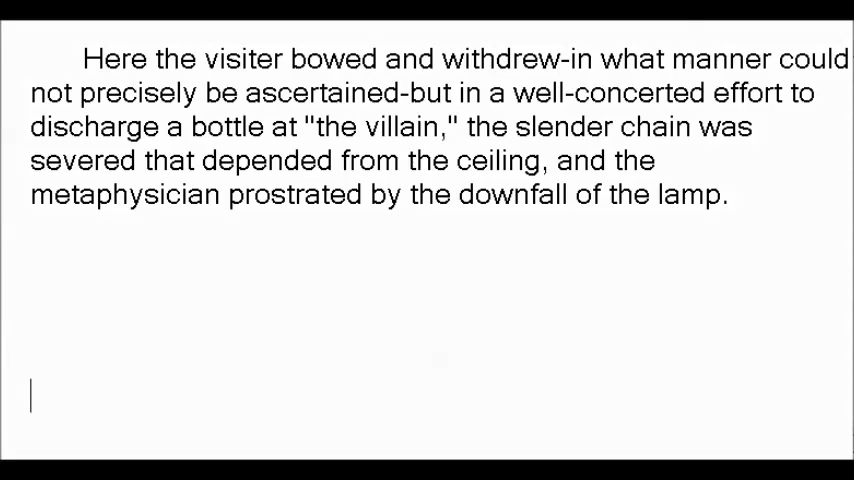 Here the visiter bowed and withdrew-in what manner could
not precisely be ascertained-but in a well-concerted effort to
discharge a bottle at "the villain," the slender chain was
severed that depended from the ceiling, and the
metaphysician prostrated by the downfall of the lamp.